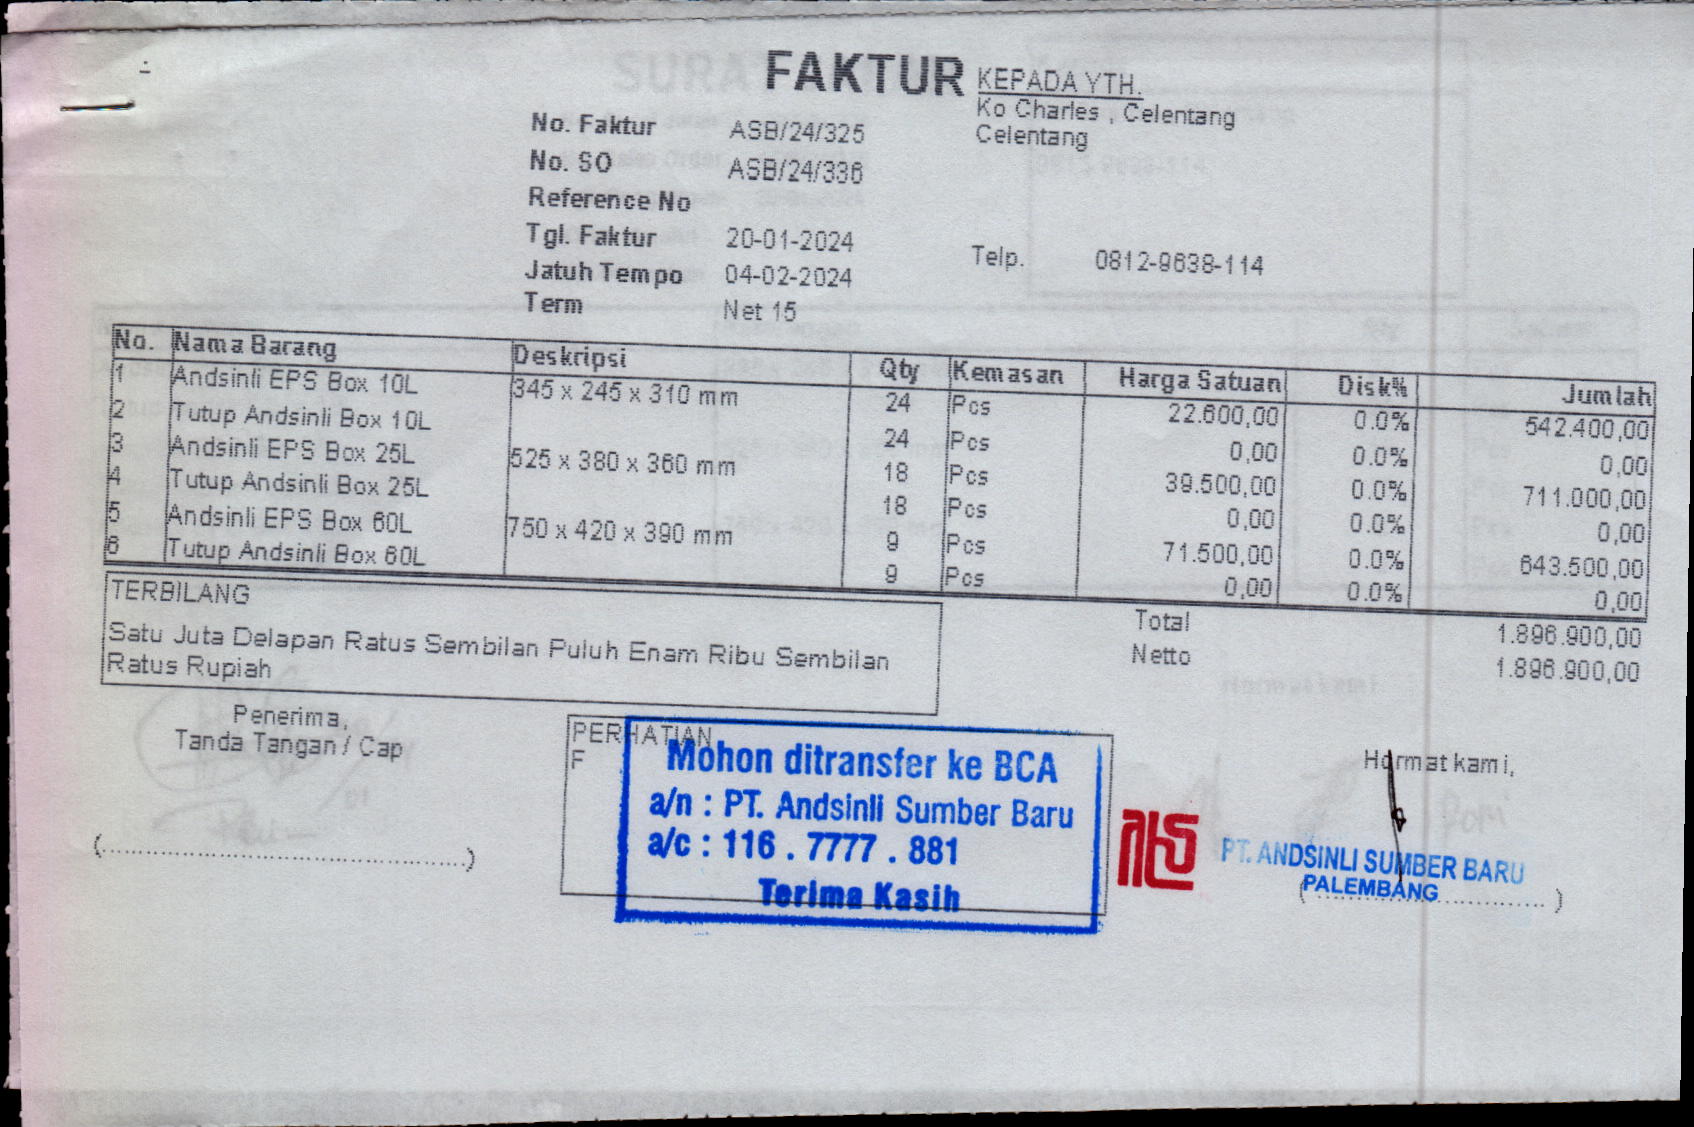 FAKTUR
KEPADA YTH.
Ko Charles , Celentang
Celentang
No. Faktur ASB/24/325
No. SO ASB/24/336
Reference No
Tgl. Faktur 20-01-2024
Jatuh Tempo 04-02-2024
Term Net 15
Telp. 0812-9638-114
No. Nama Barang Deskripsi Qty Kemasan Harga Satuan Disk% Jumlah
1 Andsinli EPS Box 10L 345 x 245 x 310 mm 24 Pcs 22.600,00 0.0% 542.400,00
2 Tutup Andsinli Box 10L 24 Pcs 0,00 0.0% 0,00
3 Andsinli EPS Box 25L 525 x 380 x 360 mm 18 Pcs 39.500,00 0.0% 711.000,00
4 Tutup Andsinli Box 25L 18 Pcs 0,00 0.0% 0,00
5 Andsinli EPS Box 60L 750 x 420 x 390 mm 9 Pcs 71.500,00 0.0% 643.500,00
6 Tutup Andsinli Box 60L 9 Pcs 0,00 0.0% 0,00
TERBILANG
Satu Juta Delapan Ratus Sembilan Puluh Enam Ribu Sembilan
Ratus Rupiah
Total 1.896.900,00
Netto 1.896.900,00
Penerima,
Tanda Tangan / Cap
(..........................................)
PERHATIAN
F
Mohon ditransfer ke BCA
a/n : PT. Andsinli Sumber Baru
a/c : 116 . 7777 . 881
Terima Kasih
Hormat kami,
PT. ANDSINLI SUMBER BARU
PALEMBANG